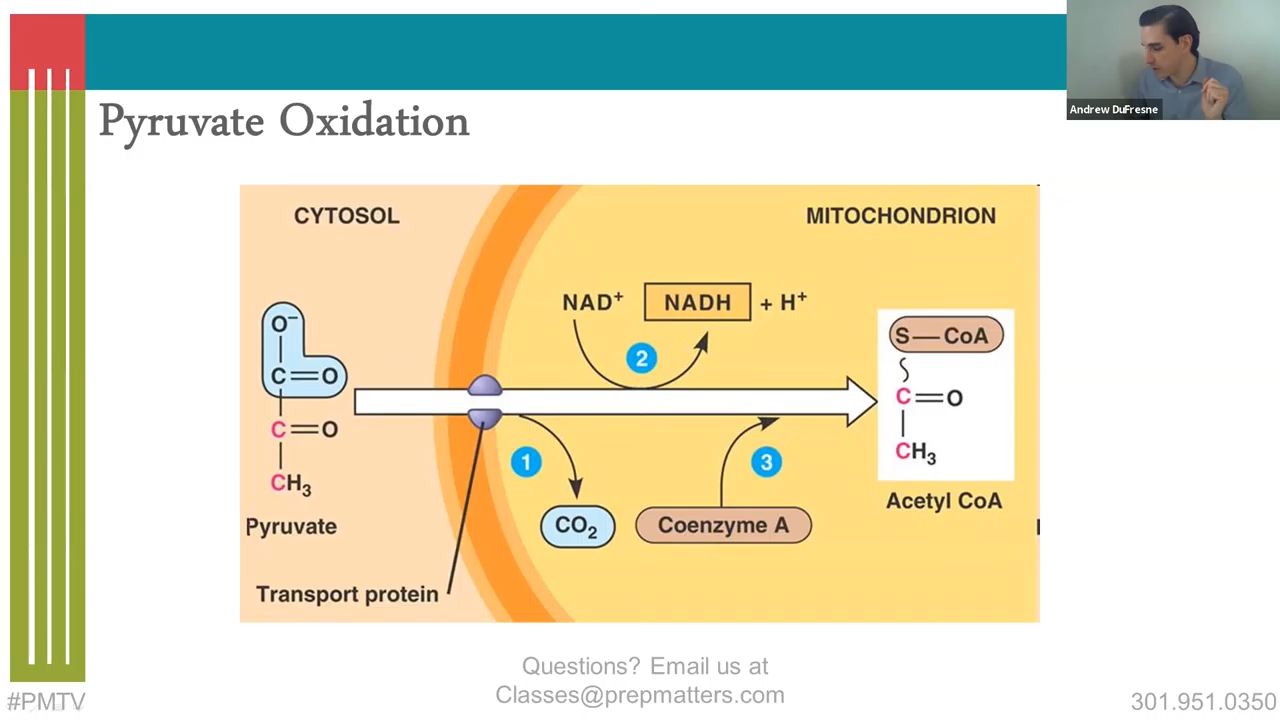 Andrew DuFresne
Pyruvate Oxidation
CYTOSOL
MITOCHONDRION
NAD⁺ NADH + H⁺
O⁻
C=O
C=O
CH₃
Pyruvate
Transport protein
1
2
3
CO₂
Coenzyme A
S—CoA
C=O
CH₃
Acetyl CoA
Questions? Email us at
Classes@prepmatters.com
#PMTV
301.951.0350